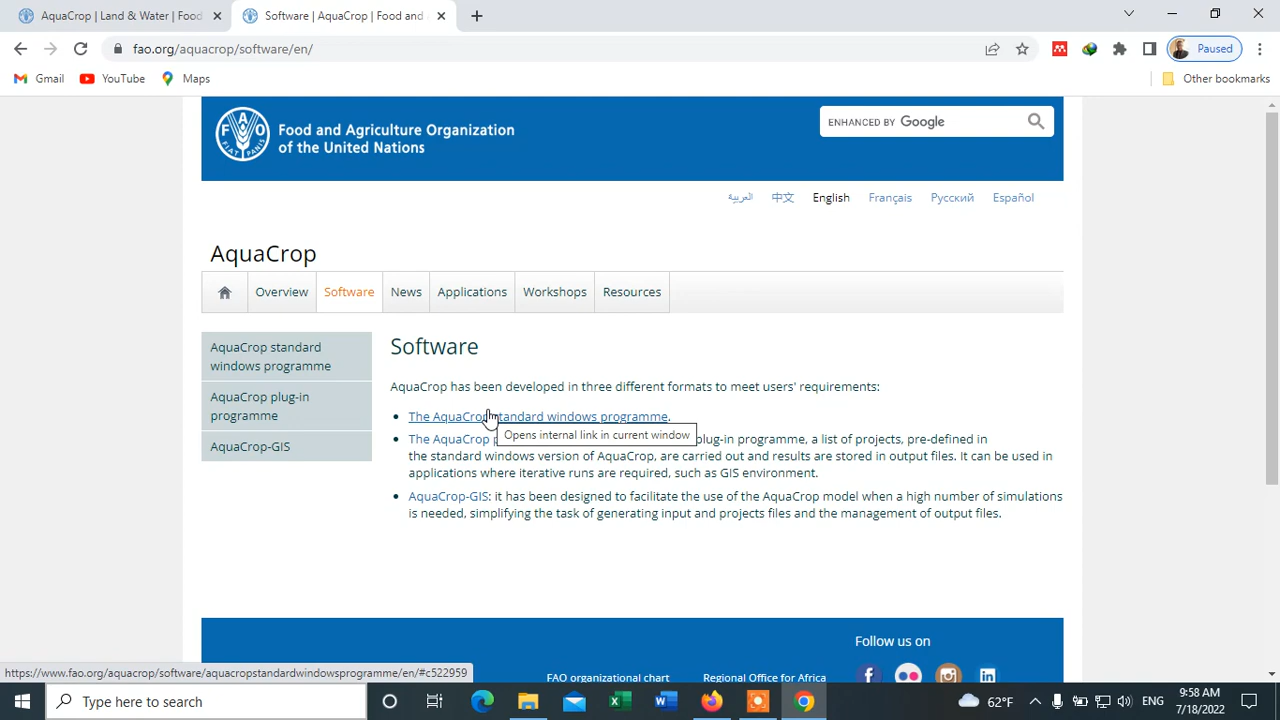 AquaCrop | Land & Water | Food
Software | AquaCrop | Food and
fao.org/aquacrop/software/en/
Paused
Gmail
YouTube
Maps
Other bookmarks
FAO
FIAT PANIS
Food and Agriculture Organization
of the United Nations
ENHANCED BY Google
العربية
中文
English
Français
Русский
Español
AquaCrop
Overview
Software
News
Applications
Workshops
Resources
AquaCrop standard
windows programme
AquaCrop plug-in
programme
AquaCrop-GIS
Software
AquaCrop has been developed in three different formats to meet users' requirements:
The AquaCrop standard windows programme.
Opens internal link in current window
The AquaCrop plug-in programme, a list of projects, pre-defined in
the standard windows version of AquaCrop, are carried out and results are stored in output files. It can be used in
applications where iterative runs are required, such as GIS environment.
AquaCrop-GIS: it has been designed to facilitate the use of the AquaCrop model when a high number of simulations
is needed, simplifying the task of generating input and projects files and the management of output files.
Follow us on
FAO organizational chart
Regional Office for Africa
https://www.fao.org/aquacrop/software/aquacropstandardwindowsprogramme/en/#c522959
Type here to search
62°F
ENG
9:58 AM
7/18/2022